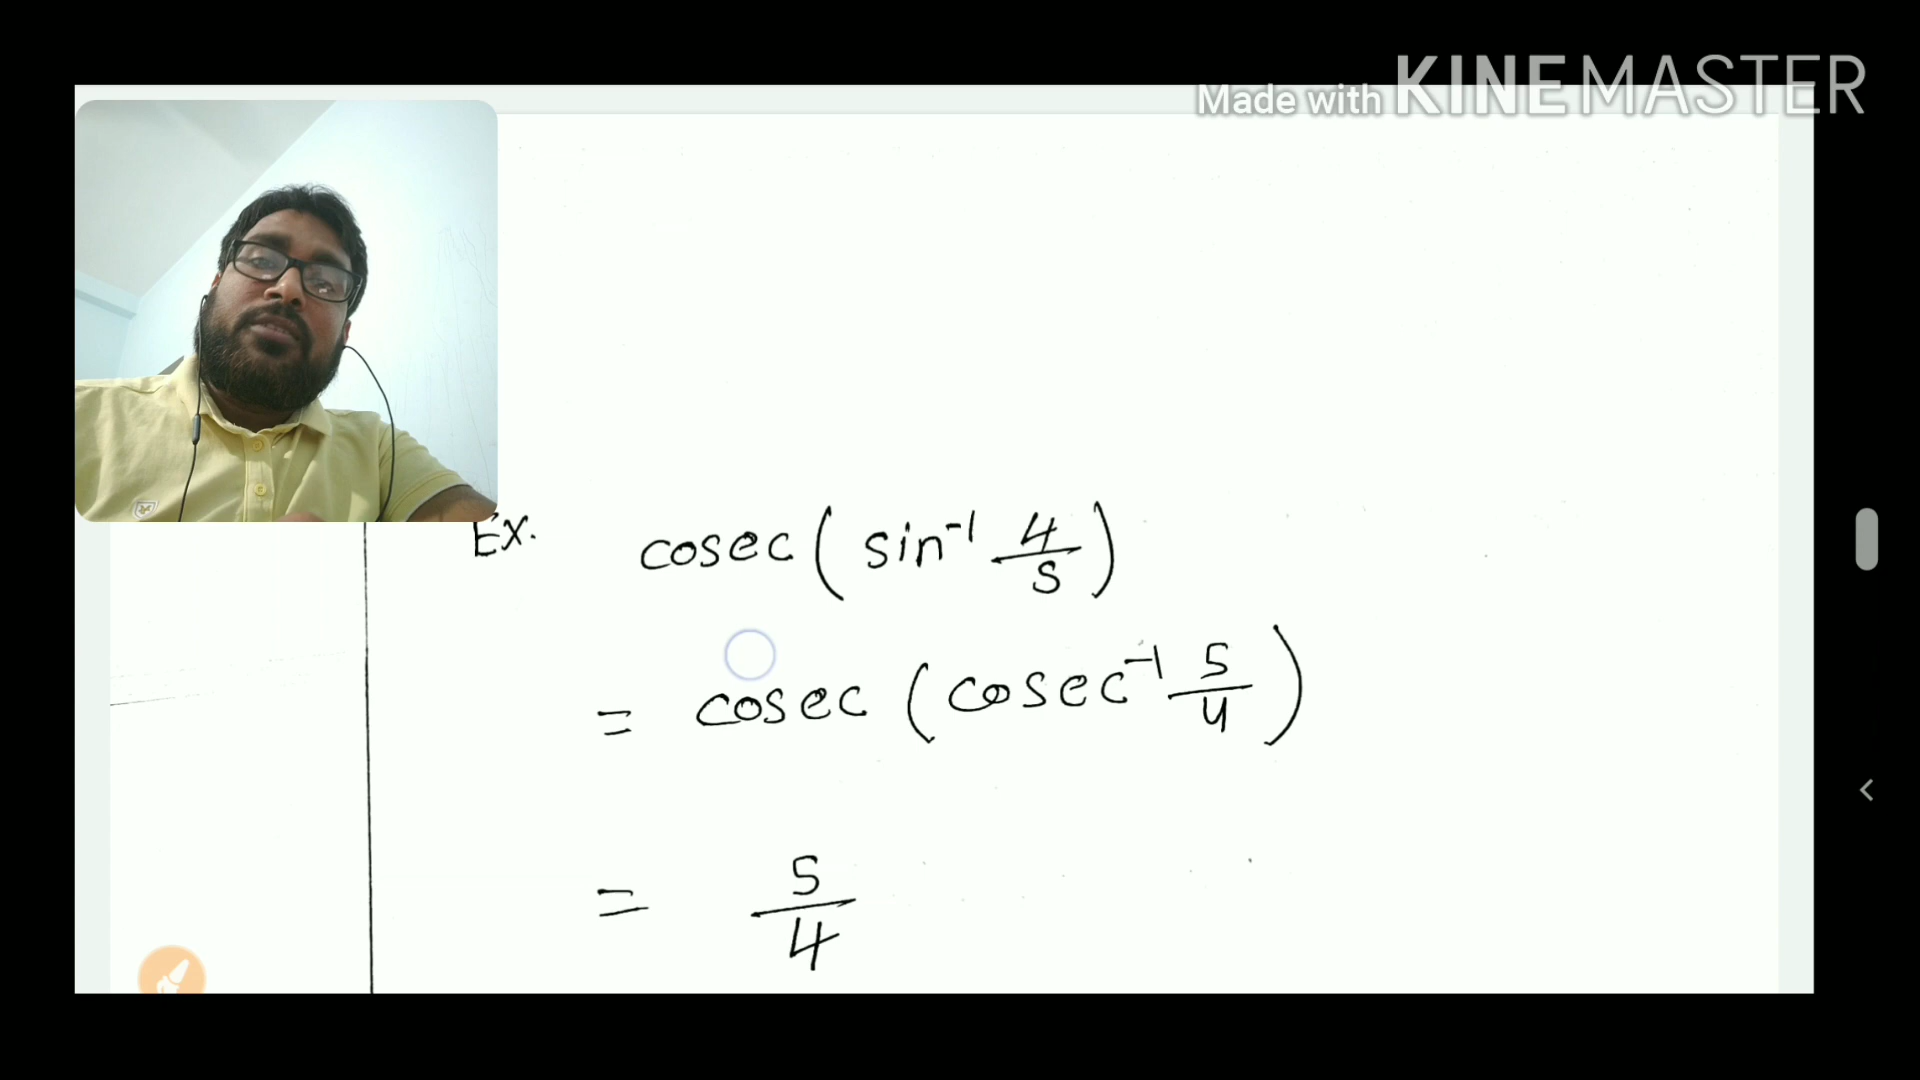 Made with KINEMASTER
Ex. cosec(sin⁻¹ 4/5)
= cosec(cosec⁻¹ 5/4)
= 5/4